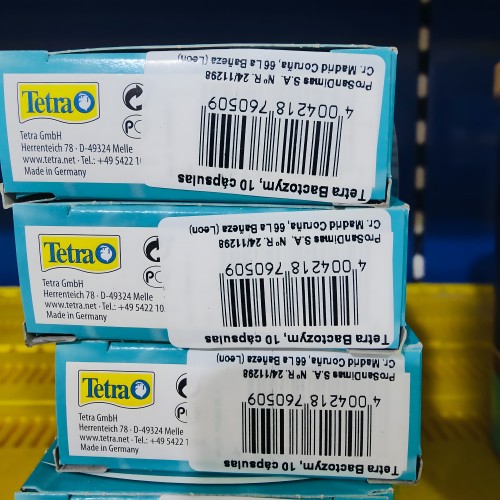 Tetra
Tetra GmbH
Herrenteich 78 · D-49324 Melle
www.tetra.net · Tel.: +49 5422 1
Made in Germany
Tetra Bactozym, 10 cápsulas
4 004218 760509
ProSanDimas S.A. Nº R. 24/11298
Cr. Madrid Coruña, 66 La Bañeza (Leon)
Tetra
Tetra GmbH
Herrenteich 78 · D-49324 Melle
www.tetra.net · Tel.: +49 5422 10
Made in Germany
Tetra Bactozym, 10 cápsulas
4 004218 760509
ProSanDimas S.A. Nº R. 24/11298
Cr. Madrid Coruña, 66 La Bañeza (Leon)
Tetra
Tetra GmbH
Herrenteich 78 · D-49324 Melle
www.tetra.net · Tel.: +49 5422 1
Made in Germany
Tetra Bactozym, 10 cápsulas
4 004218 760509
ProSanDimas S.A. Nº R. 24/11298
Cr. Madrid Coruña, 66 La Bañeza (Leon)